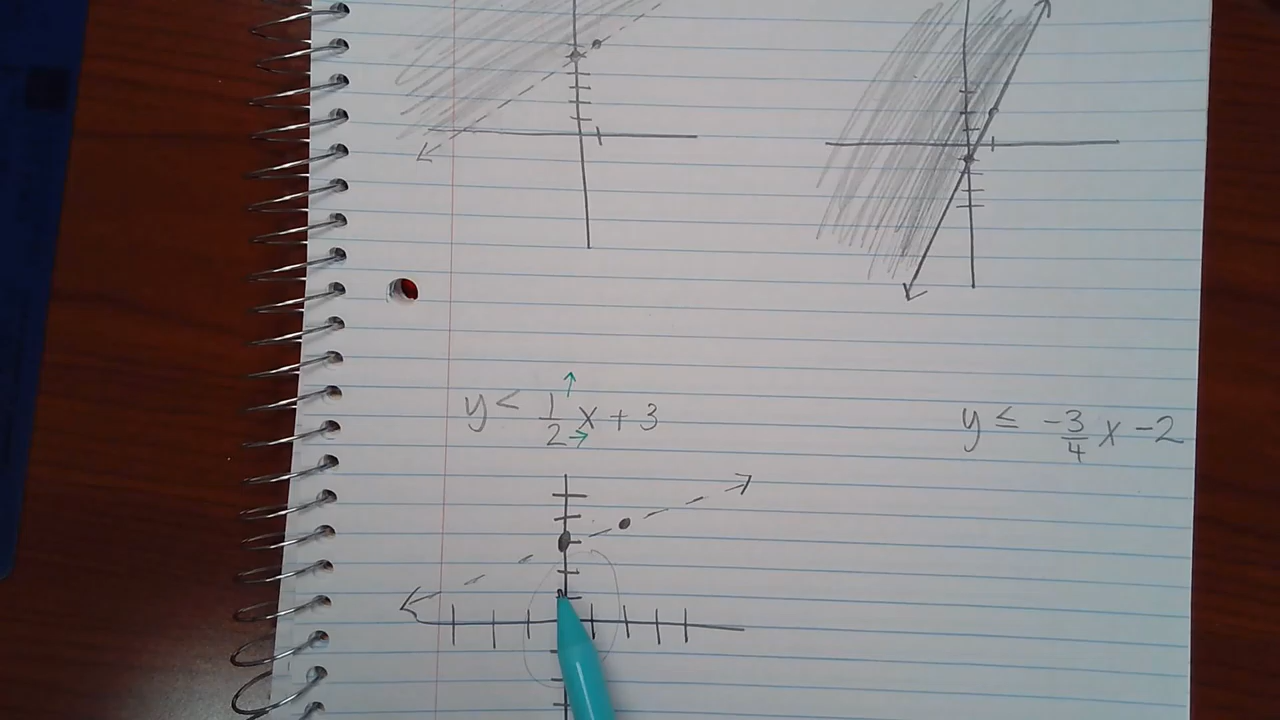 y < 1/2 x + 3
y ≤ -3/4 x - 2